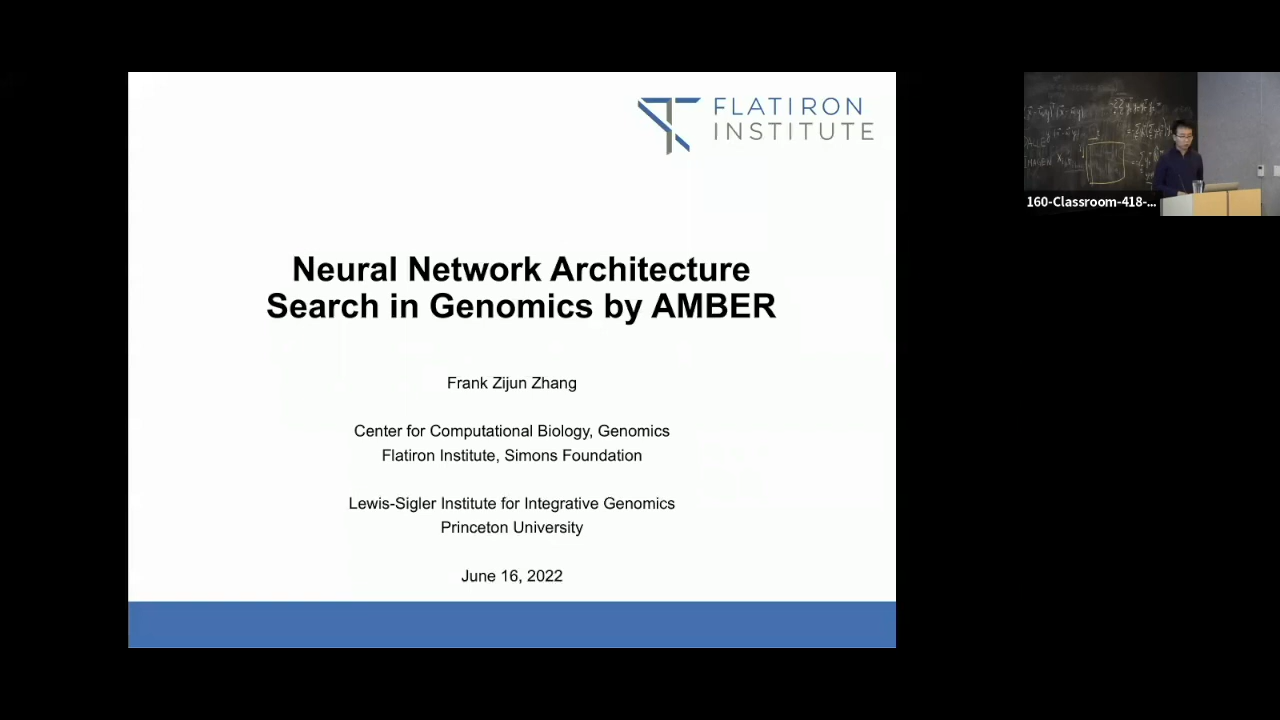 FLATIRON
INSTITUTE
Neural Network Architecture
Search in Genomics by AMBER
Frank Zijun Zhang
Center for Computational Biology, Genomics
Flatiron Institute, Simons Foundation
Lewis-Sigler Institute for Integrative Genomics
Princeton University
June 16, 2022
160-Classroom-418-...